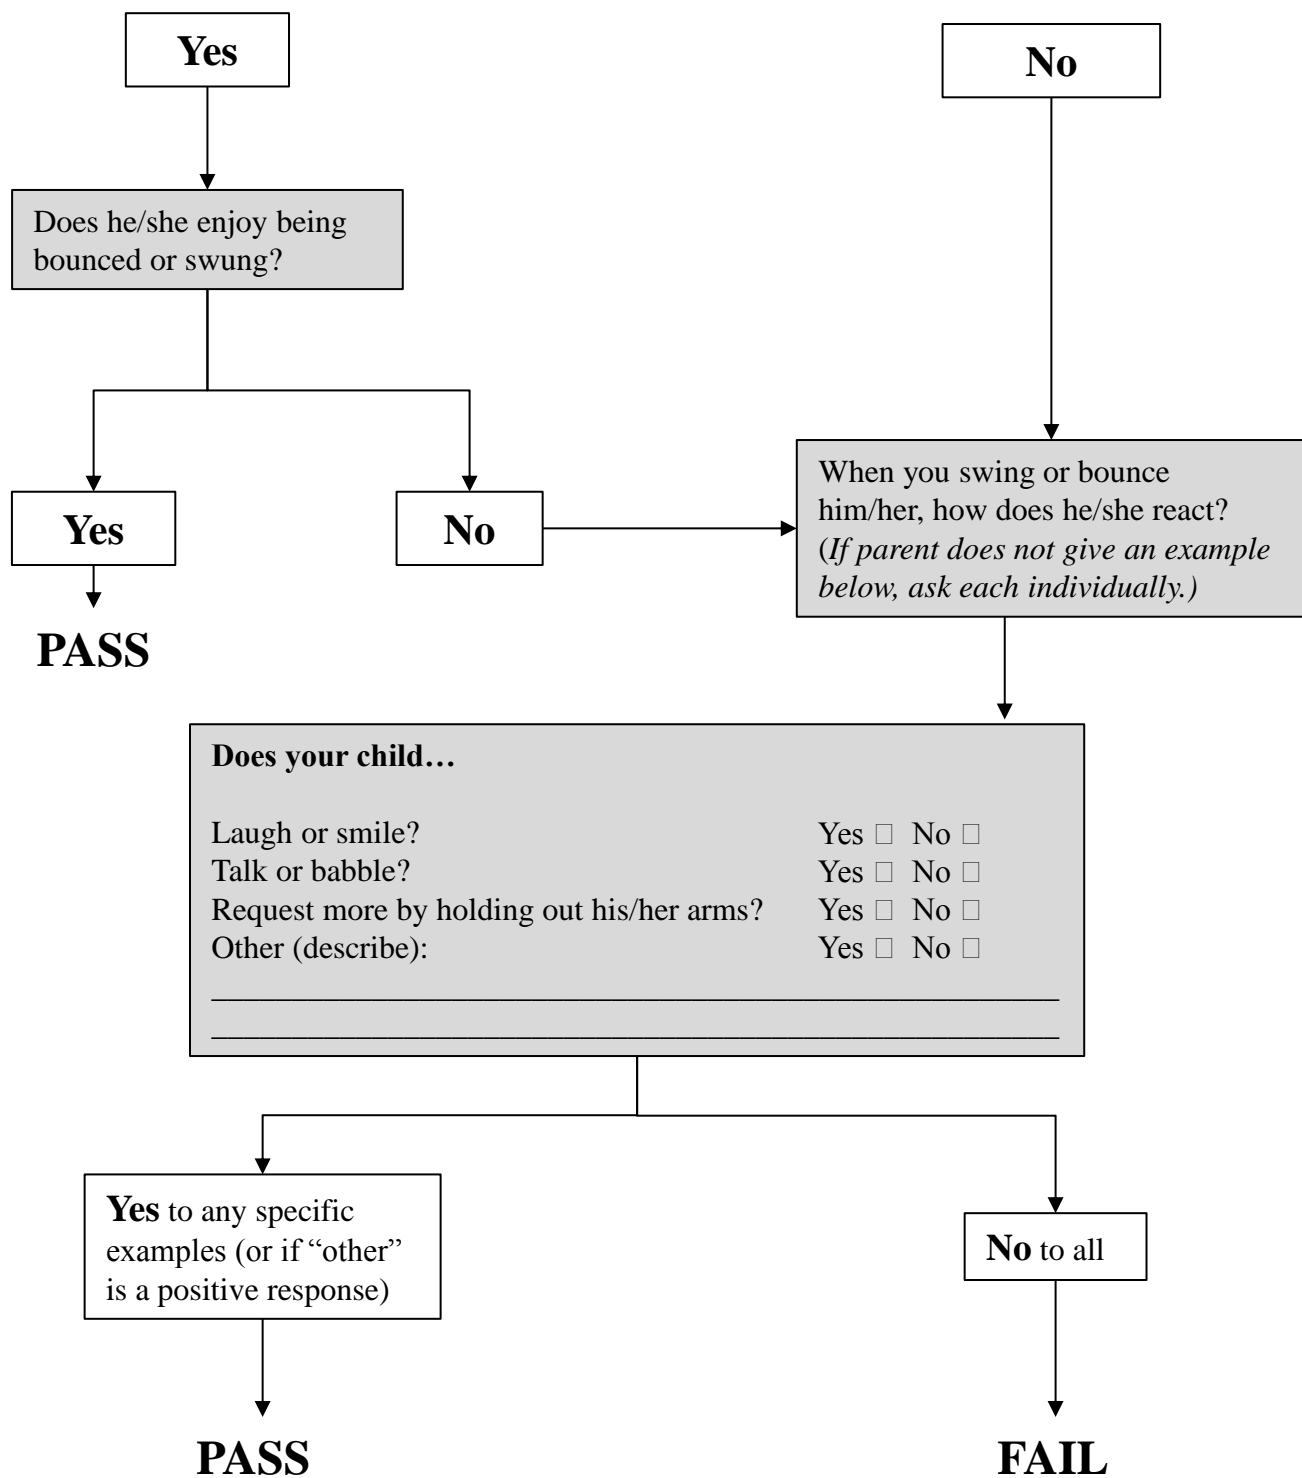 Yes
No
Does he/she enjoy being
bounced or swung?
Yes
No
When you swing or bounce
him/her, how does he/she react?
(If parent does not give an example
below, ask each individually.)
PASS
Does your child…
Laugh or smile? Yes □ No □
Talk or babble? Yes □ No □
Request more by holding out his/her arms? Yes □ No □
Other (describe): Yes □ No □
Yes to any specific
examples (or if “other”
is a positive response)
No to all
PASS
FAIL